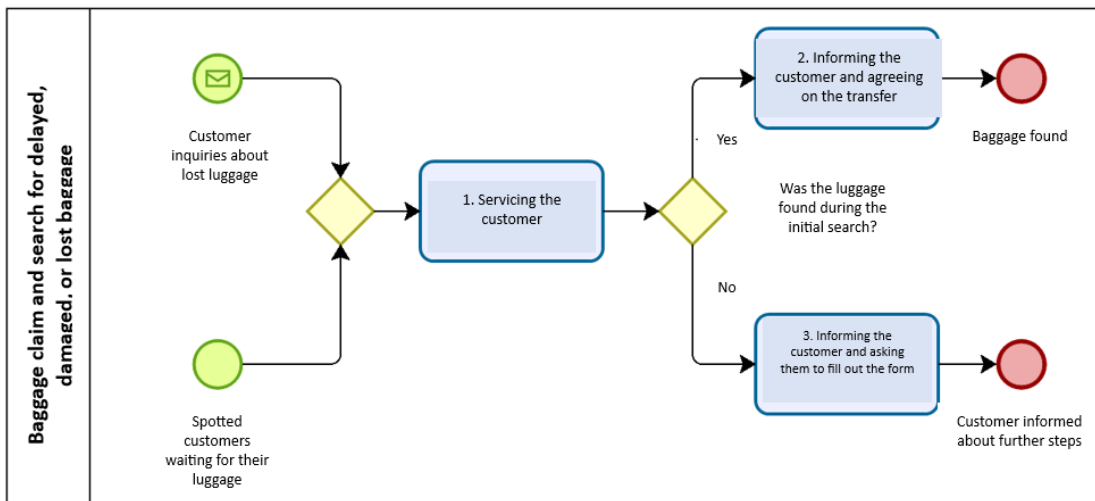 Baggage claim and search for delayed,
damaged. or lost baggage
Customer
inquiries about
lost luggage
Spotted
customers
waiting for their
luggage
1. Servicing the
customer
Yes
Was the luggage
found during the
initial search?
No
2. Informing the
customer and agreeing
on the transfer
Baggage found
3. Informing the
customer and asking
them to fill out the form
Customer informed
about further steps